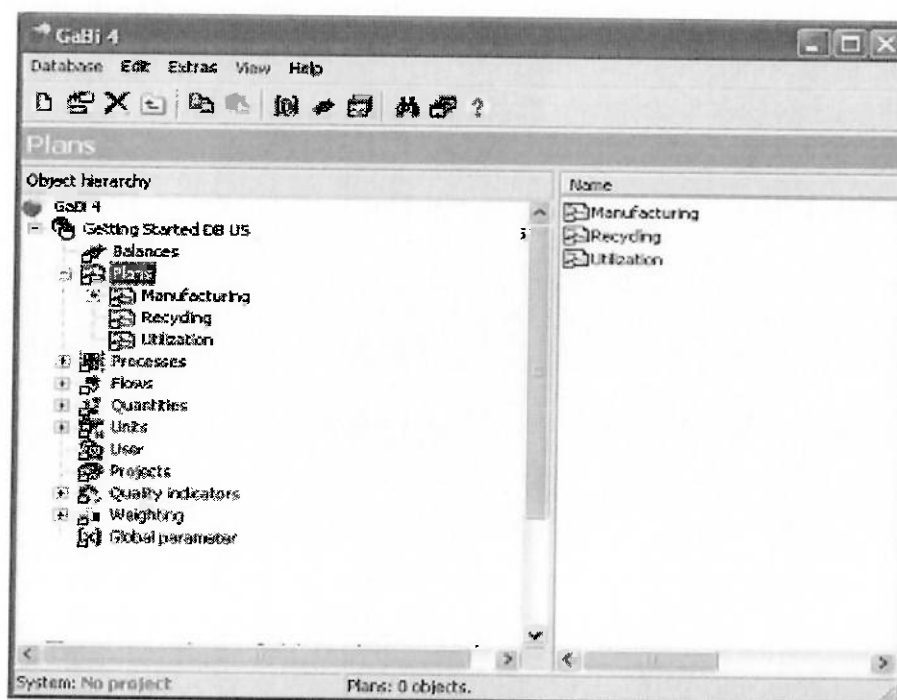 GaBi 4
Database Edit Extras View Help
Plans
Object hierarchy
GaBi 4
Getting Started DB US
Balances
Plans
Manufacturing
Recycling
Utilization
Processes
Flows
Quantities
Units
User
Projects
Quality indicators
Weighting
Global parameter
Name
Manufacturing
Recycling
Utilization
System: No project Plans: 0 objects.